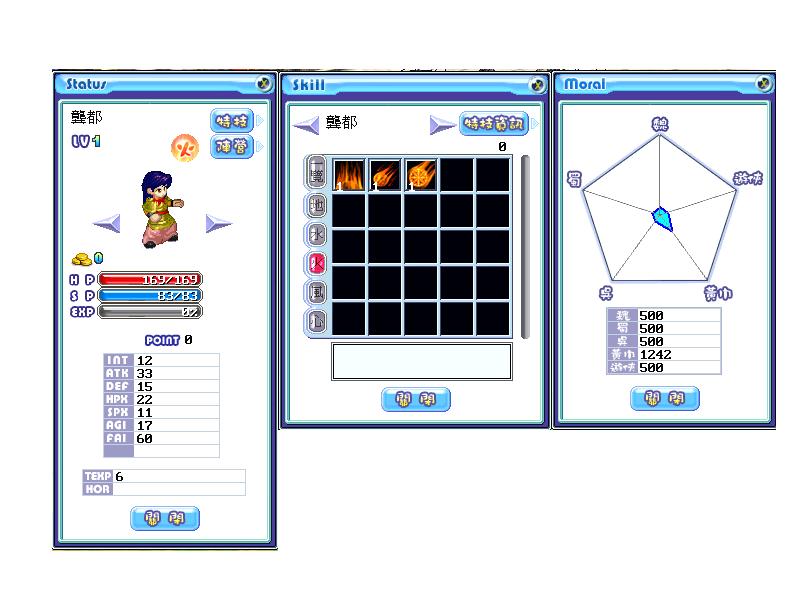 Status
龔都
特技
LV 1
火
陣營
0
H P 169/169
S P 83/83
EXP 0%
POINT 0
INT 12
ATK 33
DEF 15
HPX 22
SPX 11
AGI 17
FAI 60
TEXP 6
HOR
關 閉
Skill
龔都
特技資訊
0
一覽
1
1
1
地
水
火
風
心
關 閉
Moral
魏
蜀
遊俠
吳
黃巾
魏 500
蜀 500
吳 500
黃巾 1242
遊俠 500
關 閉